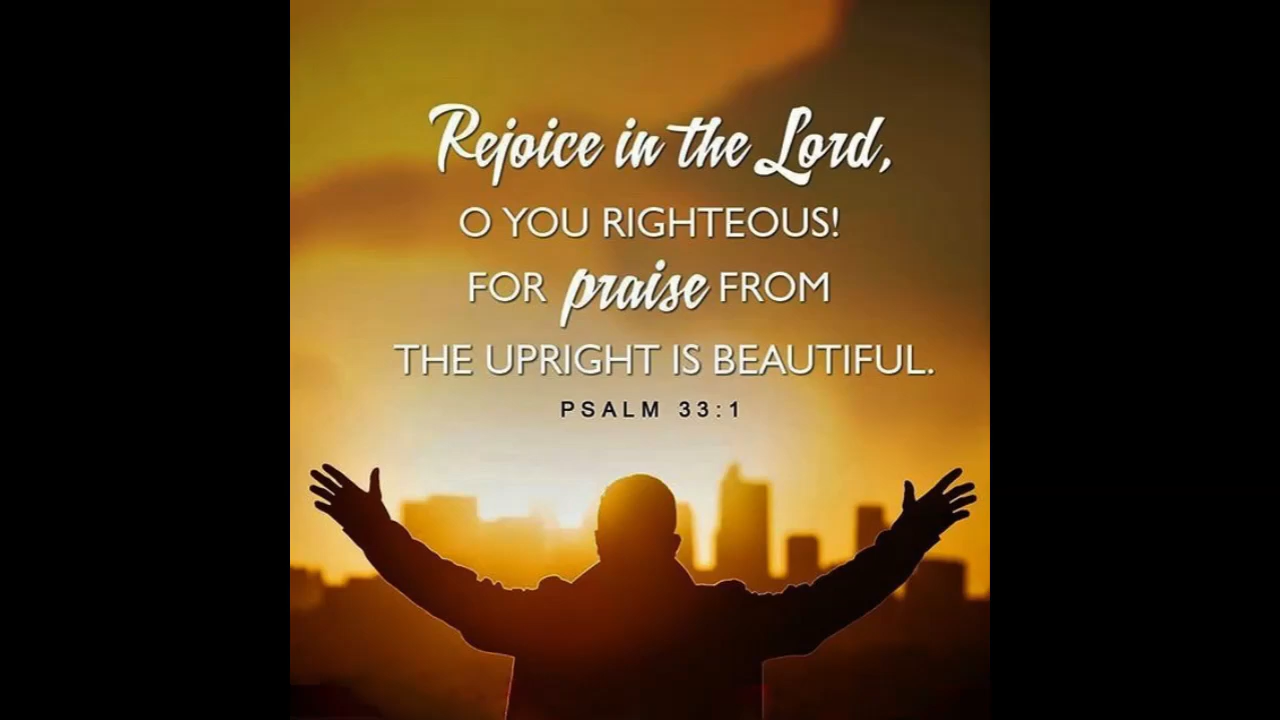 Rejoice in the Lord,
O YOU RIGHTEOUS!
FOR praise FROM
THE UPRIGHT IS BEAUTIFUL.
PSALM 33:1